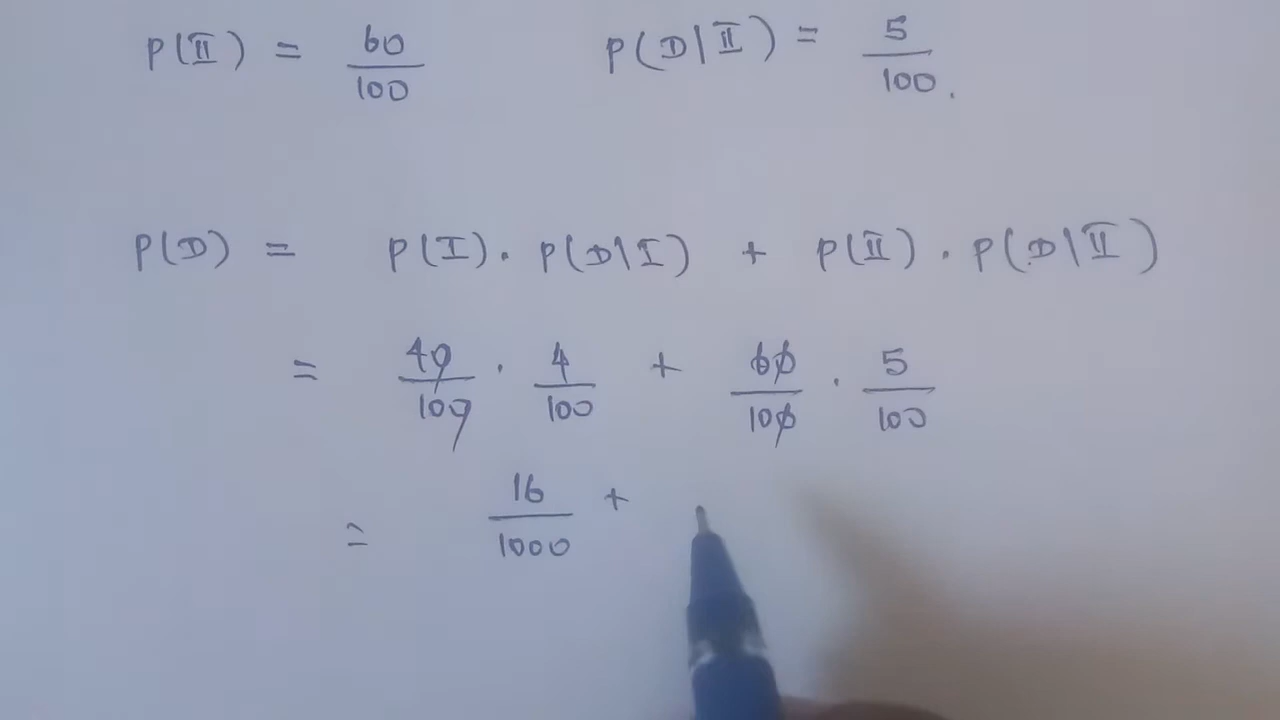 P(II) = 60/100 P(D|II) = 5/100.
P(D) = P(I) . P(D|I) + P(II) . P(D|II)
= 40/100 . 4/100 + 60/100 . 5/100
= 16/1000 +